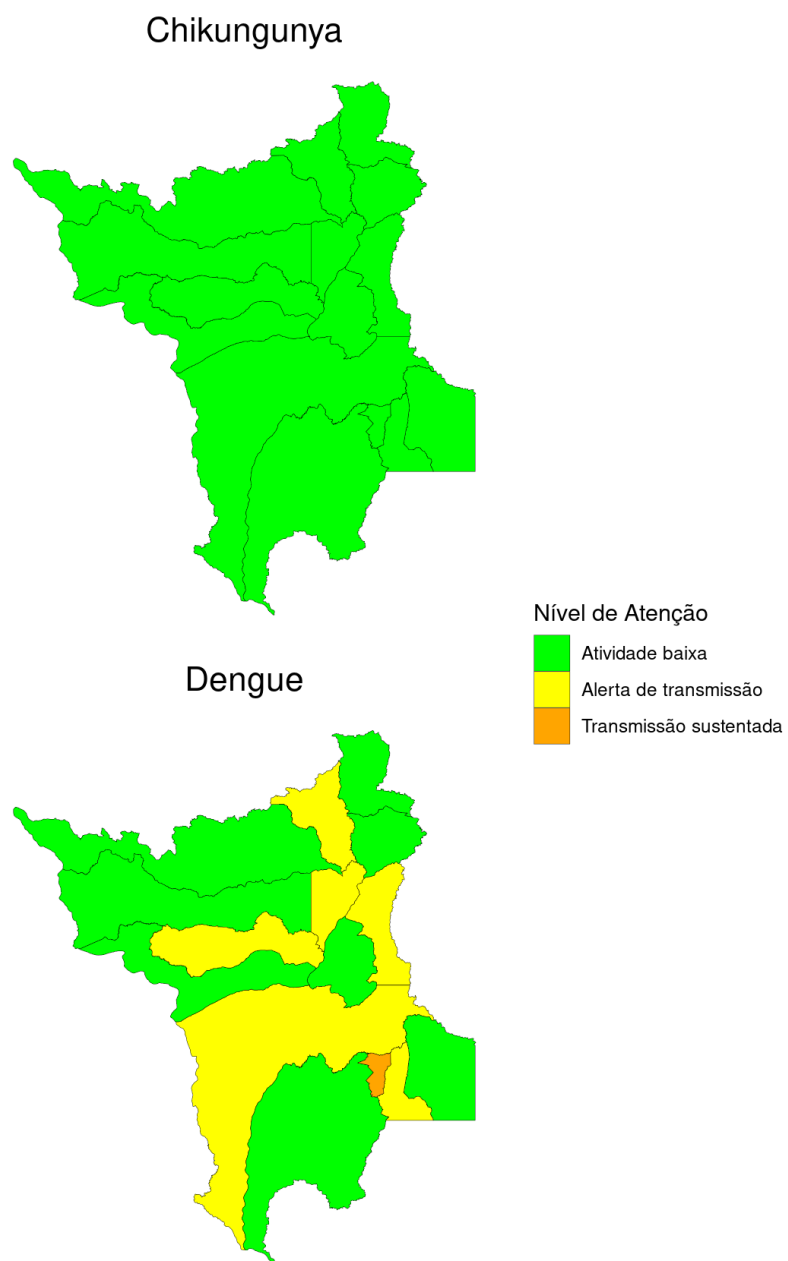 Chikungunya
Nível de Atenção
Atividade baixa
Alerta de transmissão
Transmissão sustentada
Dengue